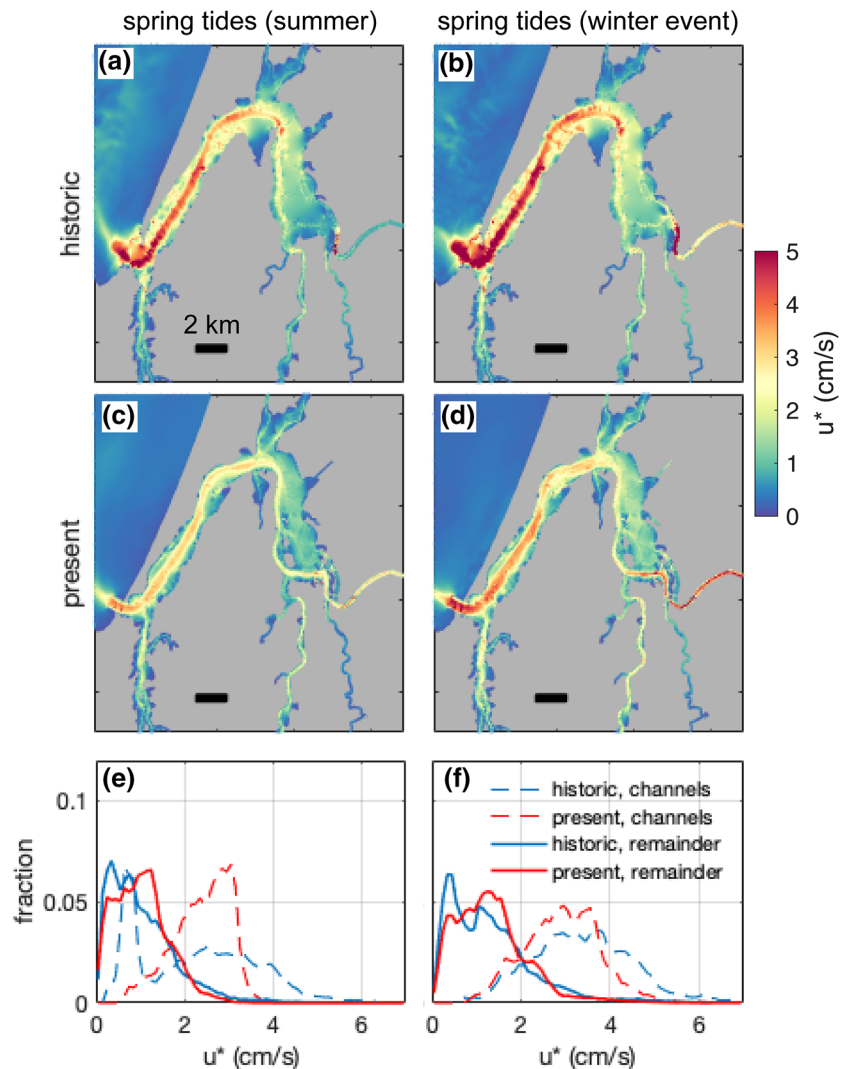 spring tides (summer)
spring tides (winter event)
(a)
(b)
historic
2 km
5
4
3
2
1
0
u* (cm/s)
(c)
(d)
present
(e)
(f)
0.1
0.05
0
fraction
historic, channels
present, channels
historic, remainder
present, remainder
0 2 4 6
0 2 4 6
u* (cm/s)
u* (cm/s)